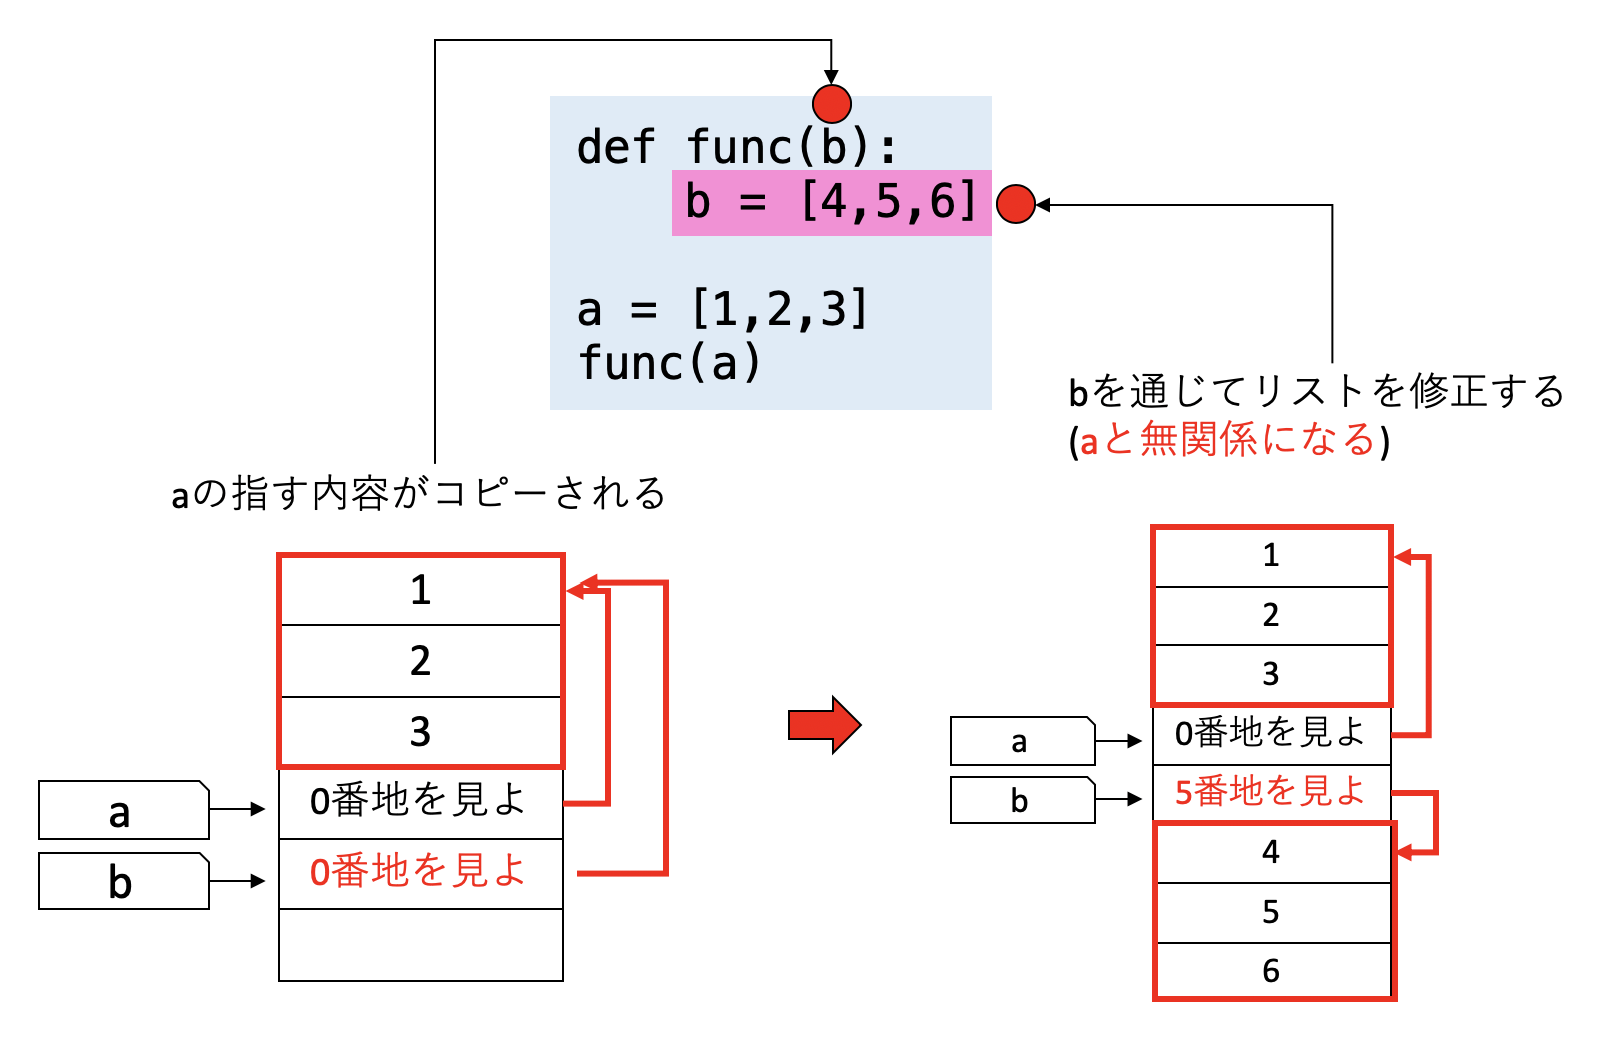 def func(b):
b = [4,5,6]
a = [1,2,3]
func(a)
bを通じてリストを修正する
(aと無関係になる)
aの指す内容がコピーされる
1
2
3
a
0番地を見よ
b
0番地を見よ
1
2
3
a
0番地を見よ
b
5番地を見よ
4
5
6